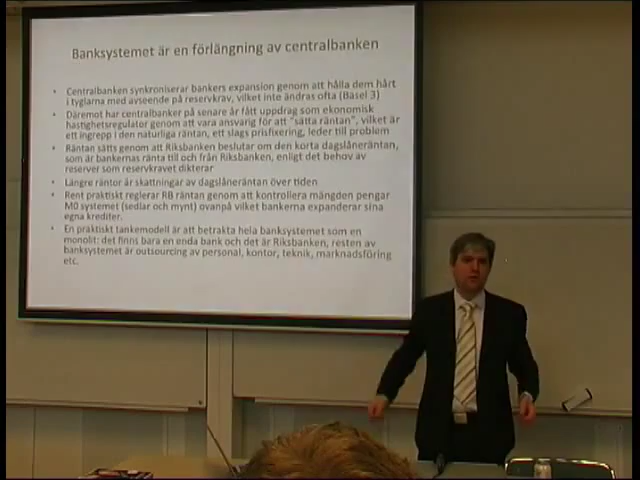 Banksystemet är en förlängning av centralbanken
• Centralbanken synkroniserar bankers expansion genom att hålla dem hårt
i tyglarna med avseende på reservkrav, vilket inte ändras ofta (Basel 3)
• Däremot har centralbanker på senare år fått uppdrag som ekonomisk
hastighetsregulator genom att vara ansvarig för att "sätta räntan", vilket är
ett ingrepp i den naturliga räntan, ett slags prisfixering, leder till problem
• Räntan sätts genom att Riksbanken beslutar om den korta dagslåneräntan,
som är bankernas ränta till och från Riksbanken, enligt det behov av
reserver som reservkravet dikterar
• Längre räntor är skattningar av dagslåneräntan över tiden
• Rent praktiskt reglerar RB räntan genom att kontrollera mängden pengar
M0 systemet (sedlar och mynt) ovanpå vilket bankerna expanderar sina
egna krediter.
• En praktiskt tankemodell är att betrakta hela banksystemet som en
monolit: det finns bara en enda bank och det är Riksbanken, resten av
banksystemet är outsourcing av personal, kontor, teknik, marknadsföring
etc.